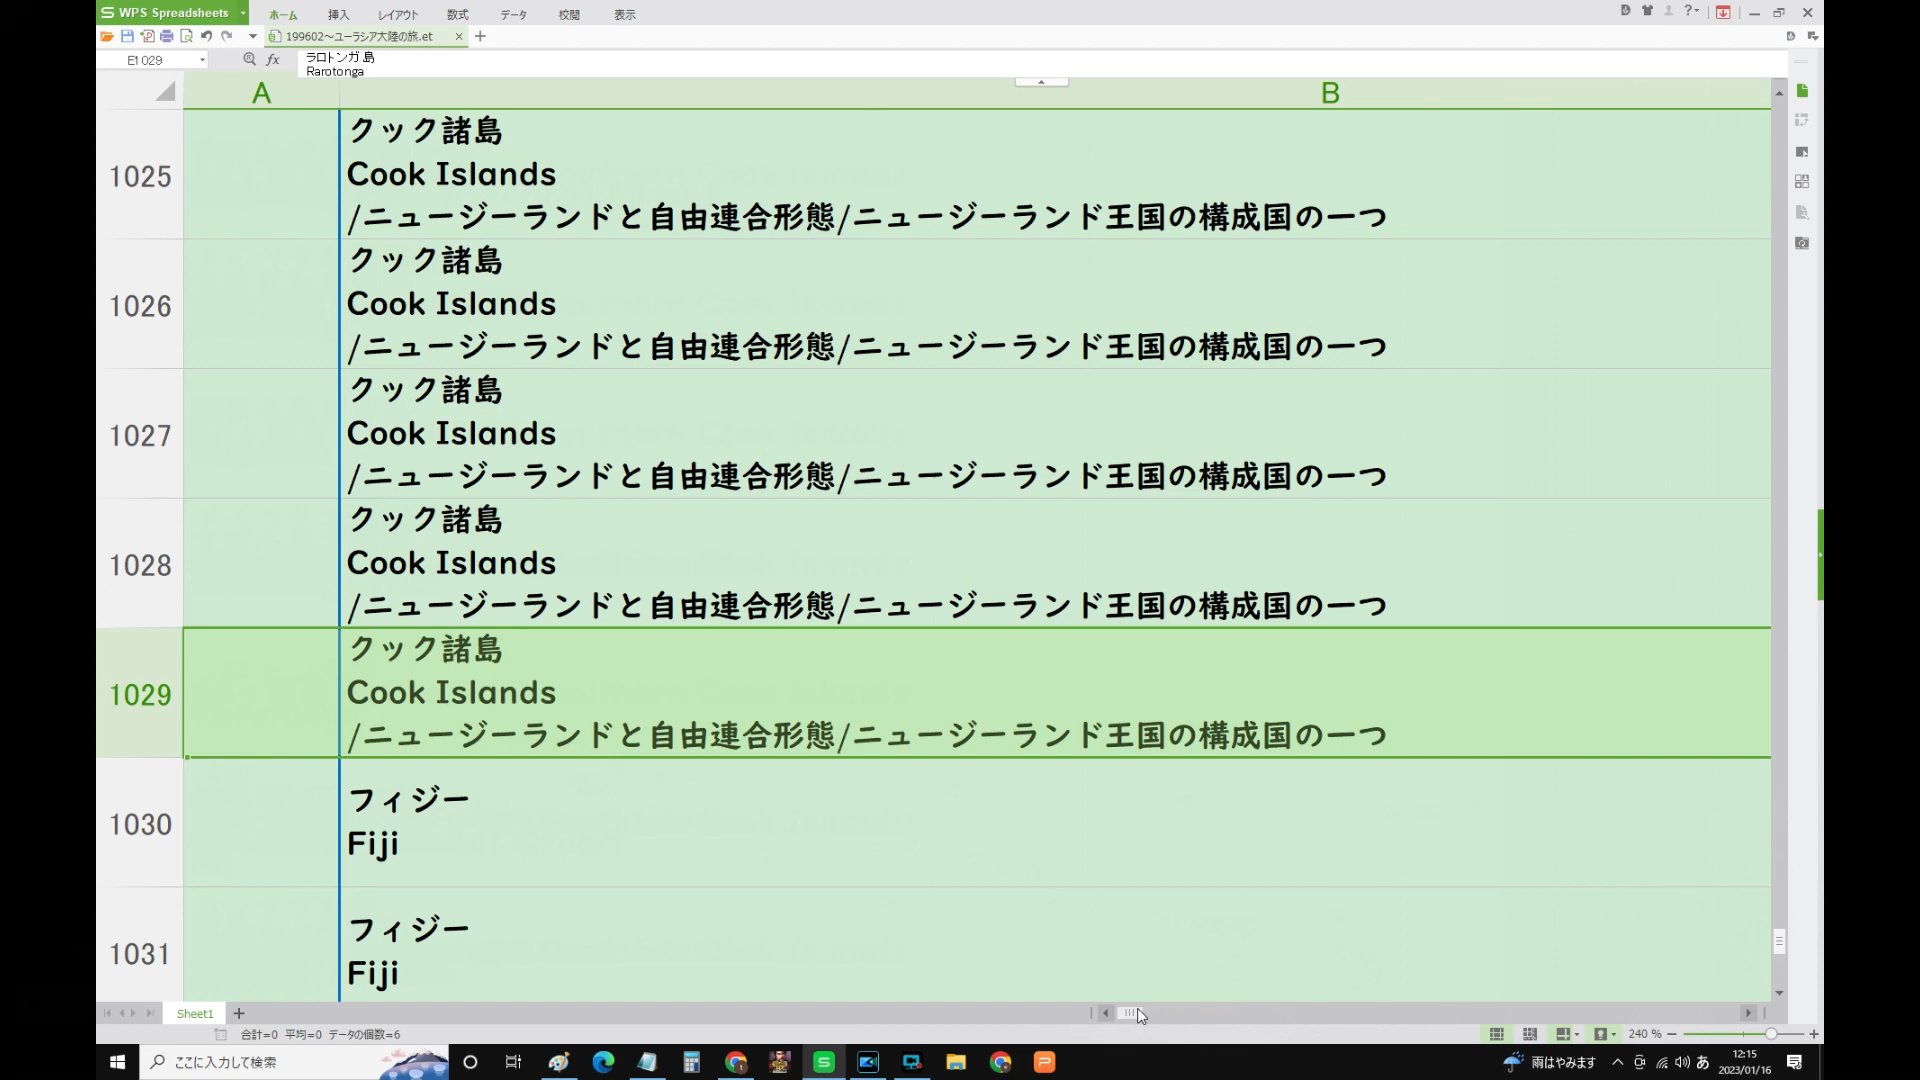 WPS Spreadsheets
ホーム 挿入 レイアウト 数式 データ 校閲 表示
199602～ユーラシア大陸の旅.et
E1029
fx
ラロトンガ 島
Rarotonga
A B
1025
クック諸島
Cook Islands
/ニュージーランドと自由連合形態/ニュージーランド王国の構成国の一つ
1026
クック諸島
Cook Islands
/ニュージーランドと自由連合形態/ニュージーランド王国の構成国の一つ
1027
クック諸島
Cook Islands
/ニュージーランドと自由連合形態/ニュージーランド王国の構成国の一つ
1028
クック諸島
Cook Islands
/ニュージーランドと自由連合形態/ニュージーランド王国の構成国の一つ
1029
クック諸島
Cook Islands
/ニュージーランドと自由連合形態/ニュージーランド王国の構成国の一つ
1030
フィジー
Fiji
1031
フィジー
Fiji
Sheet1
合計=0 平均=0 データの個数=6
240 %
ここに入力して検索
雨はやみます
あ
12:15
2023/01/16